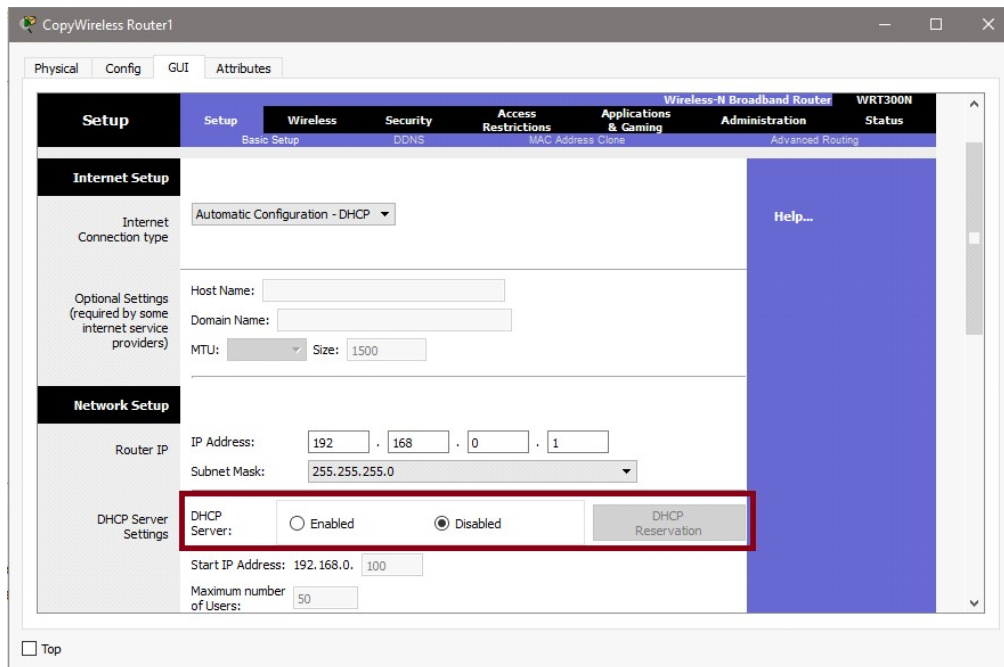 CopyWireless Router1
Physical Config GUI Attributes
Wireless-N Broadband Router WRT300N
Setup Setup Wireless Security Access Restrictions Applications & Gaming Administration Status
Basic Setup DDNS MAC Address Clone Advanced Routing
Internet Setup
Internet Connection type
Automatic Configuration - DHCP
Help...
Optional Settings
(required by some
internet service
providers)
Host Name:
Domain Name:
MTU: Size: 1500
Network Setup
Router IP
IP Address: 192 . 168 . 0 . 1
Subnet Mask: 255.255.255.0
DHCP Server
Settings
DHCP
Server:
Enabled Disabled
DHCP
Reservation
Start IP Address: 192.168.0. 100
Maximum number
of Users: 50
Top